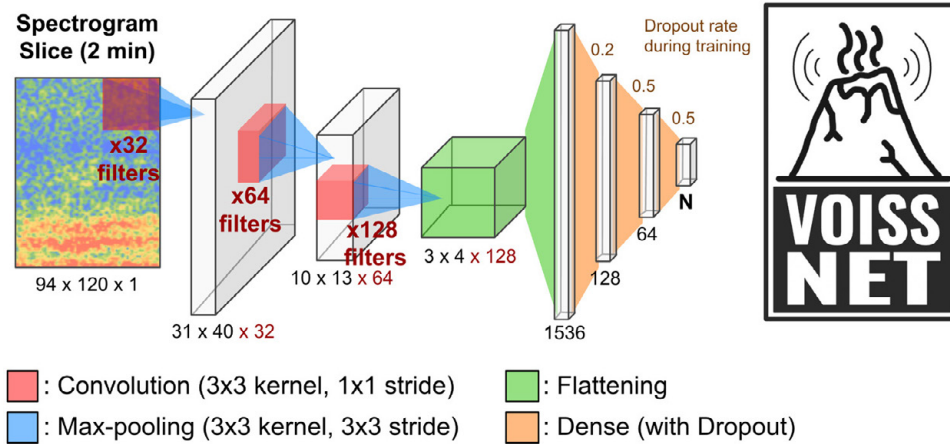 Spectrogram
Slice (2 min)
x32
filters
94 x 120 x 1
x64
filters
31 x 40 x 32
x128
filters
10 x 13 x 64
3 x 4 x 128
Dropout rate
during training
0.2
0.5
0.5
1536
128
64
N
VOISS
NET
: Convolution (3x3 kernel, 1x1 stride)
: Max-pooling (3x3 kernel, 3x3 stride)
: Flattening
: Dense (with Dropout)